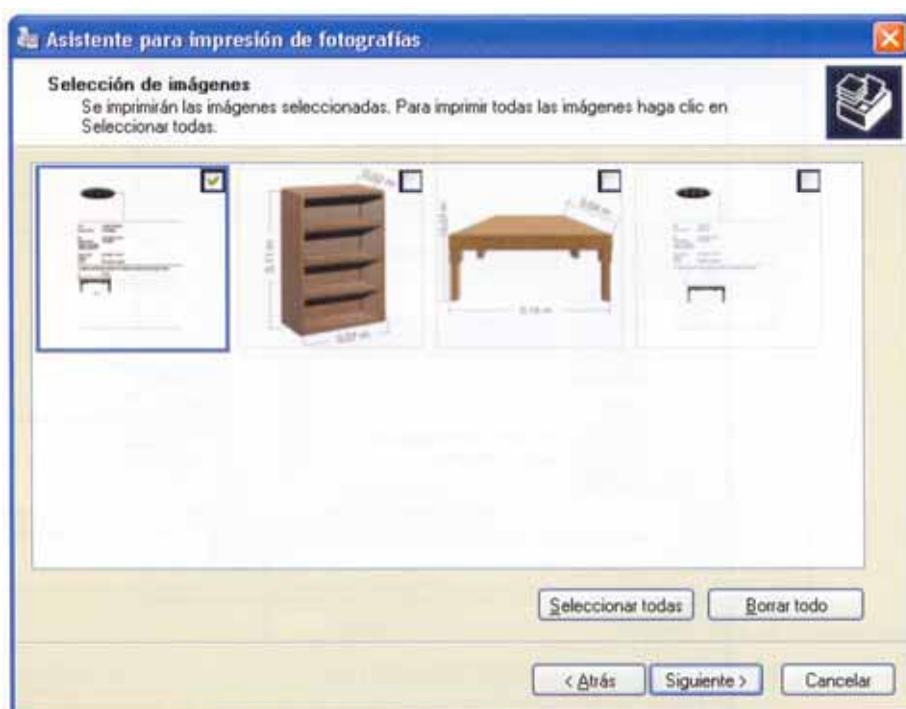 Asistente para impresión de fotografías
Selección de imágenes
Se imprimirán las imágenes seleccionadas. Para imprimir todas las imágenes haga clic en
Seleccionar todas.
Seleccionar todas
Borrar todo
< Atrás
Siguiente >
Cancelar